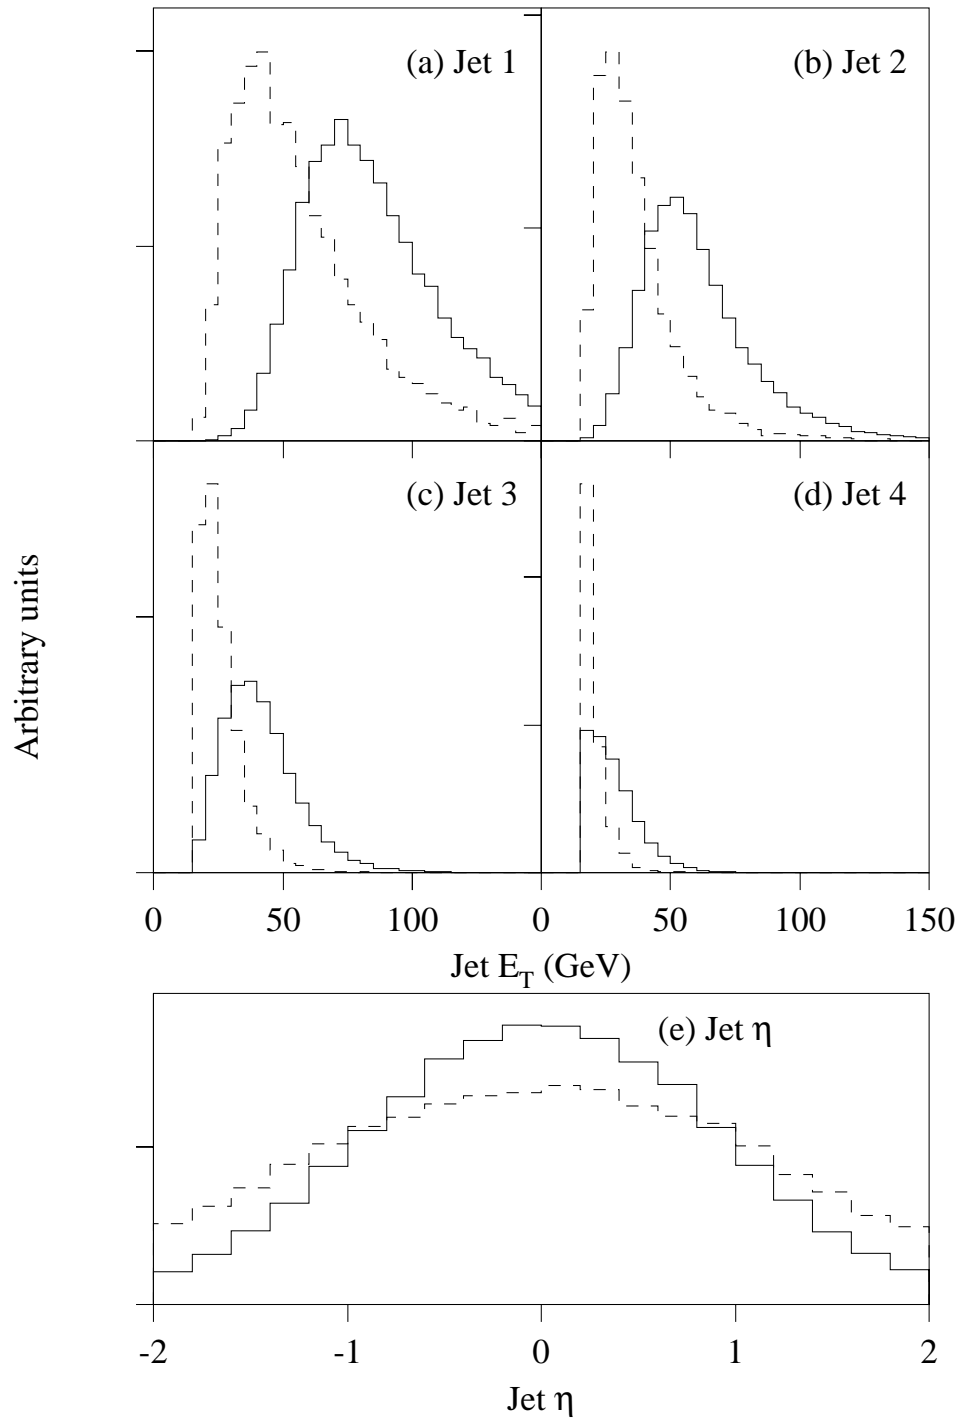 (a) Jet 1
(b) Jet 2
(c) Jet 3
(d) Jet 4
Arbitrary units
0 50 100 0 50 100 150
Jet E_T (GeV)
(e) Jet η
-2 -1 0 1 2
Jet η